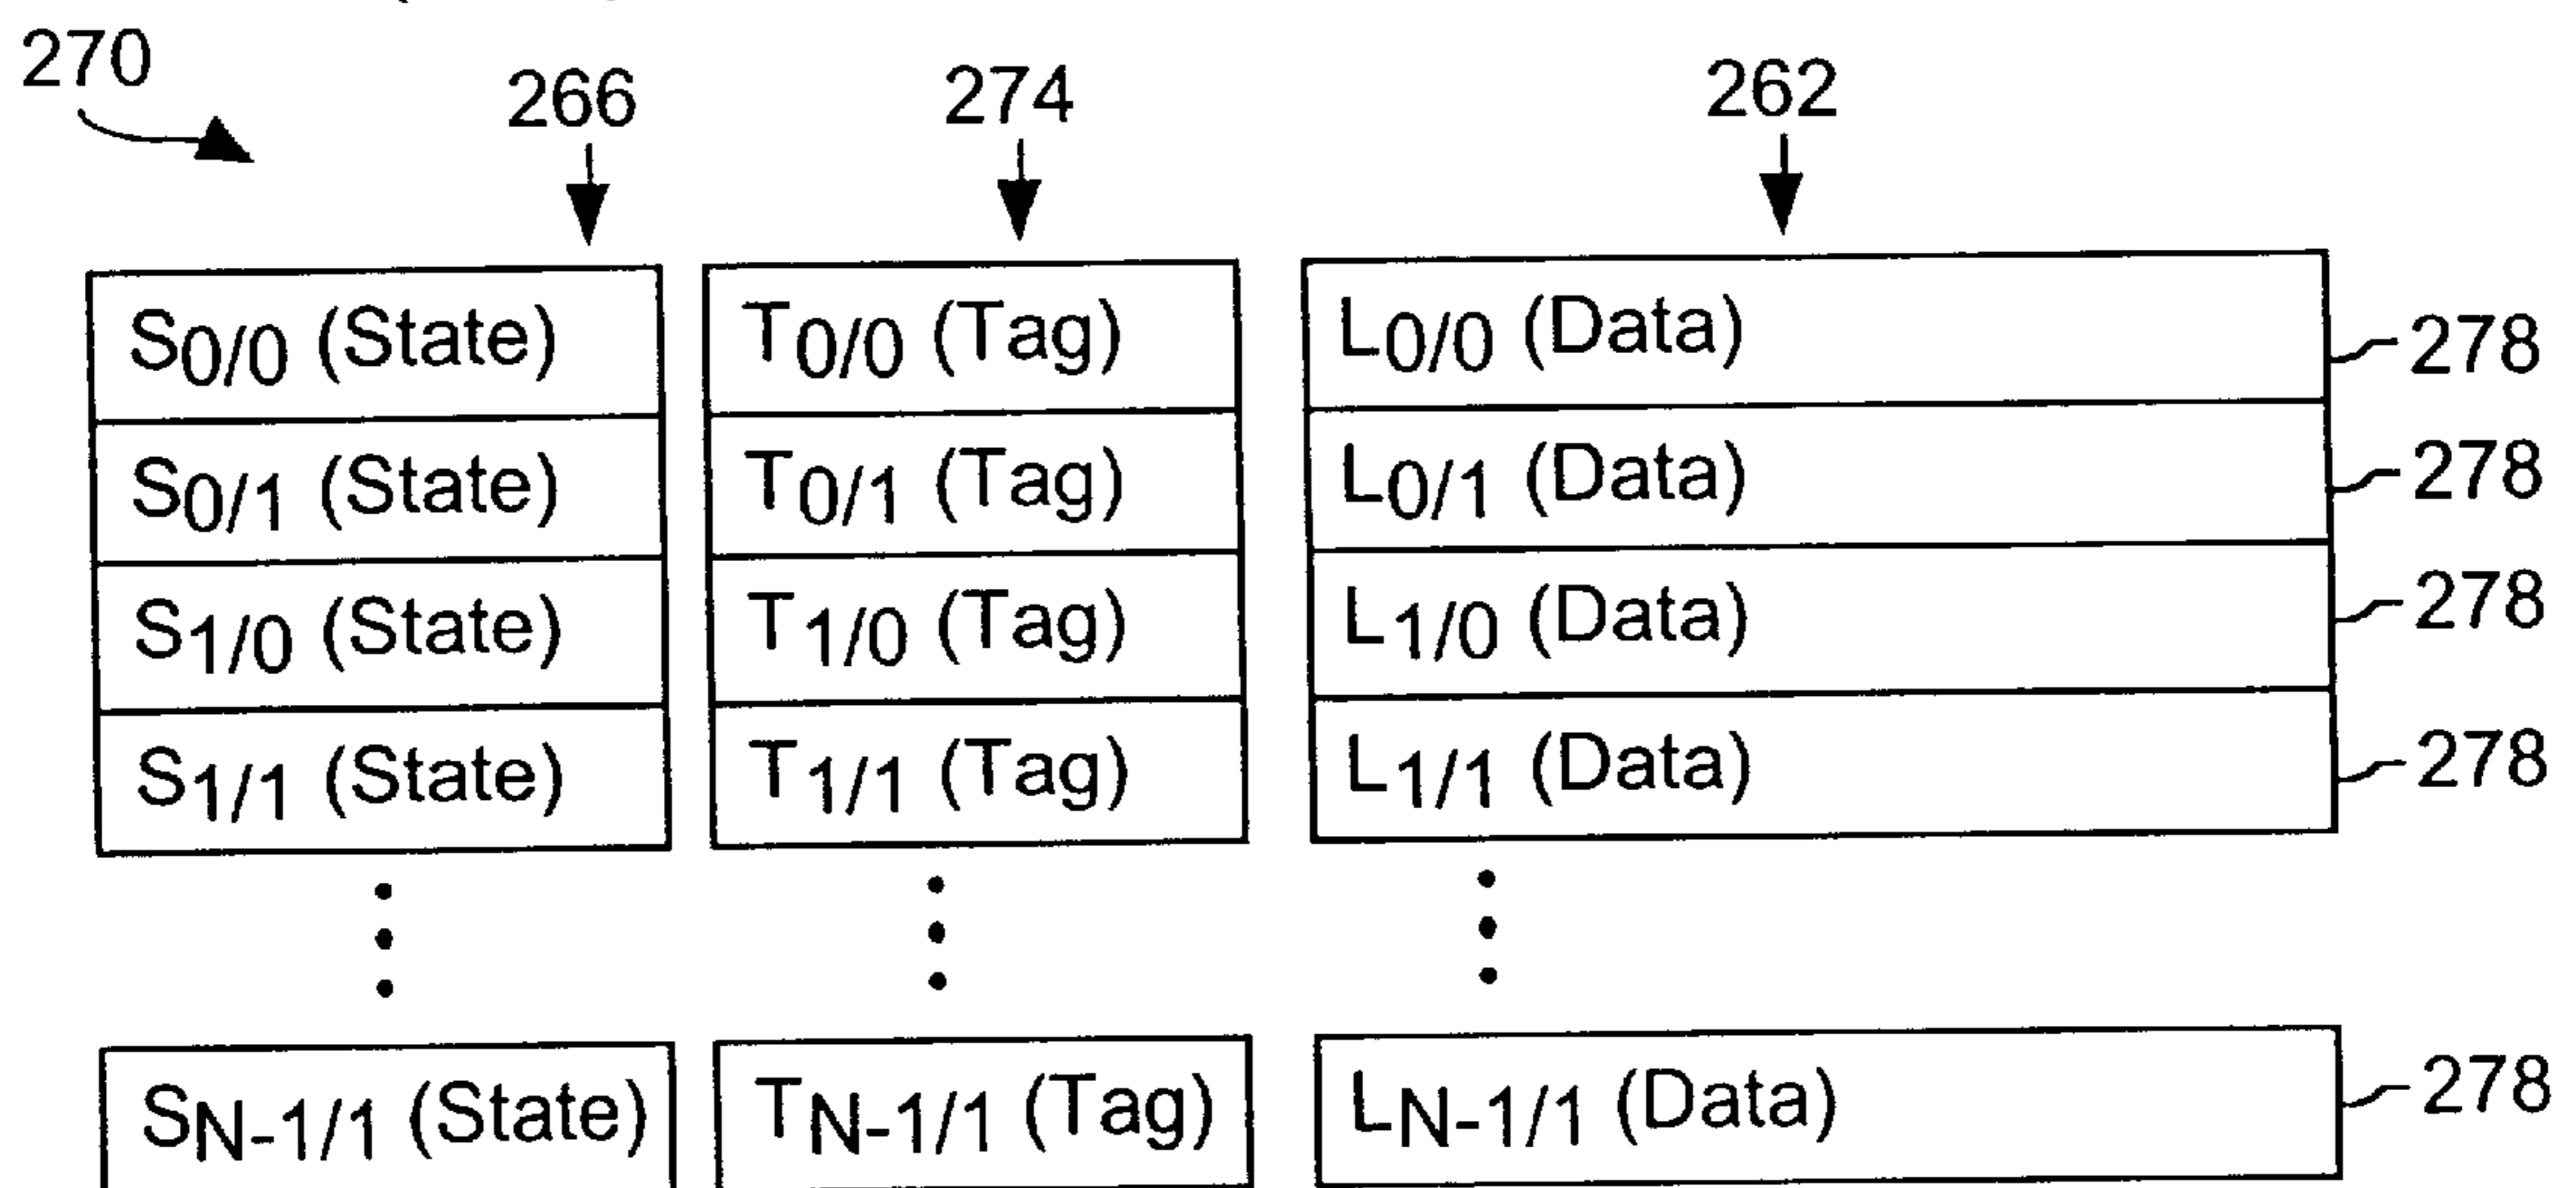 270
266 274 262
S0/0 (State) T0/0 (Tag) L0/0 (Data) 278
S0/1 (State) T0/1 (Tag) L0/1 (Data) 278
S1/0 (State) T1/0 (Tag) L1/0 (Data) 278
S1/1 (State) T1/1 (Tag) L1/1 (Data) 278
SN-1/1 (State) TN-1/1 (Tag) LN-1/1 (Data) 278